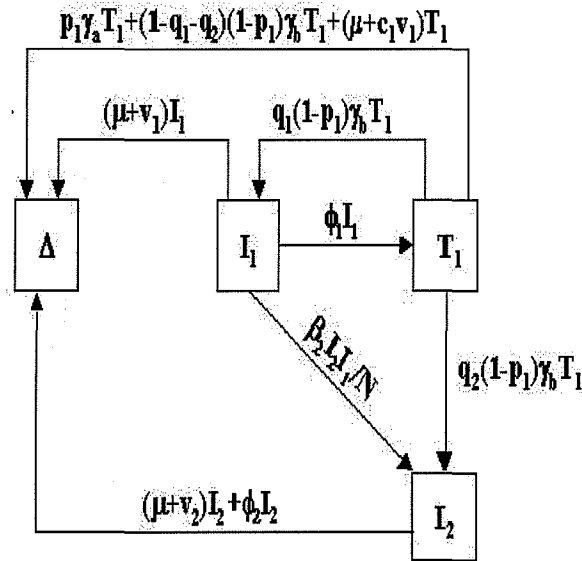 p₁γₐT₁+(1-q₁-q₂)(1-p₁)γ_bT₁+(μ+c₁v₁)T₁
(μ+v₁)I₁
q₁(1-p₁)γ_bT₁
Δ
I₁
ϕ₁I₁
T₁
β₂I₂I₁/N
q₂(1-p₁)γ_bT₁
(μ+v₂)I₂+ϕ₂I₂
I₂